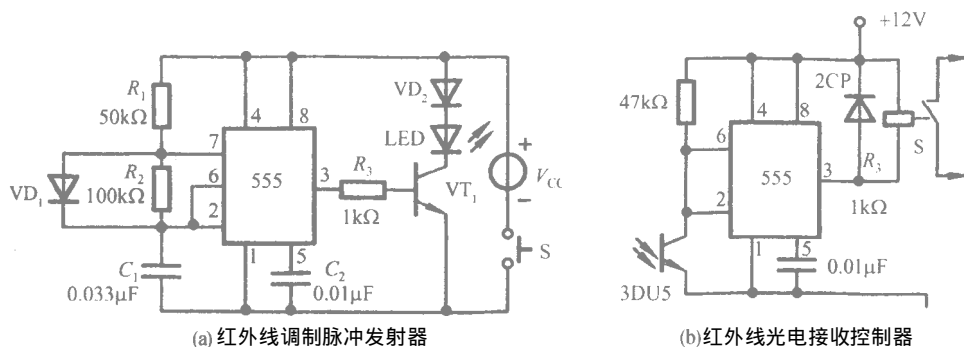 R₁
50kΩ
VD₁
R₂
100kΩ
C₁
0.033μF
7
6
2
4
8
555
3
1
5
C₂
0.01μF
R₃
1kΩ
VD₂
LED
VT₁
+
V_CC
−
S
(a) 红外线调制脉冲发射器
+12V
47kΩ
6
2
4
8
555
3
1
5
0.01μF
3DU5
2CP
R₃
1kΩ
S
(b)红外线光电接收控制器